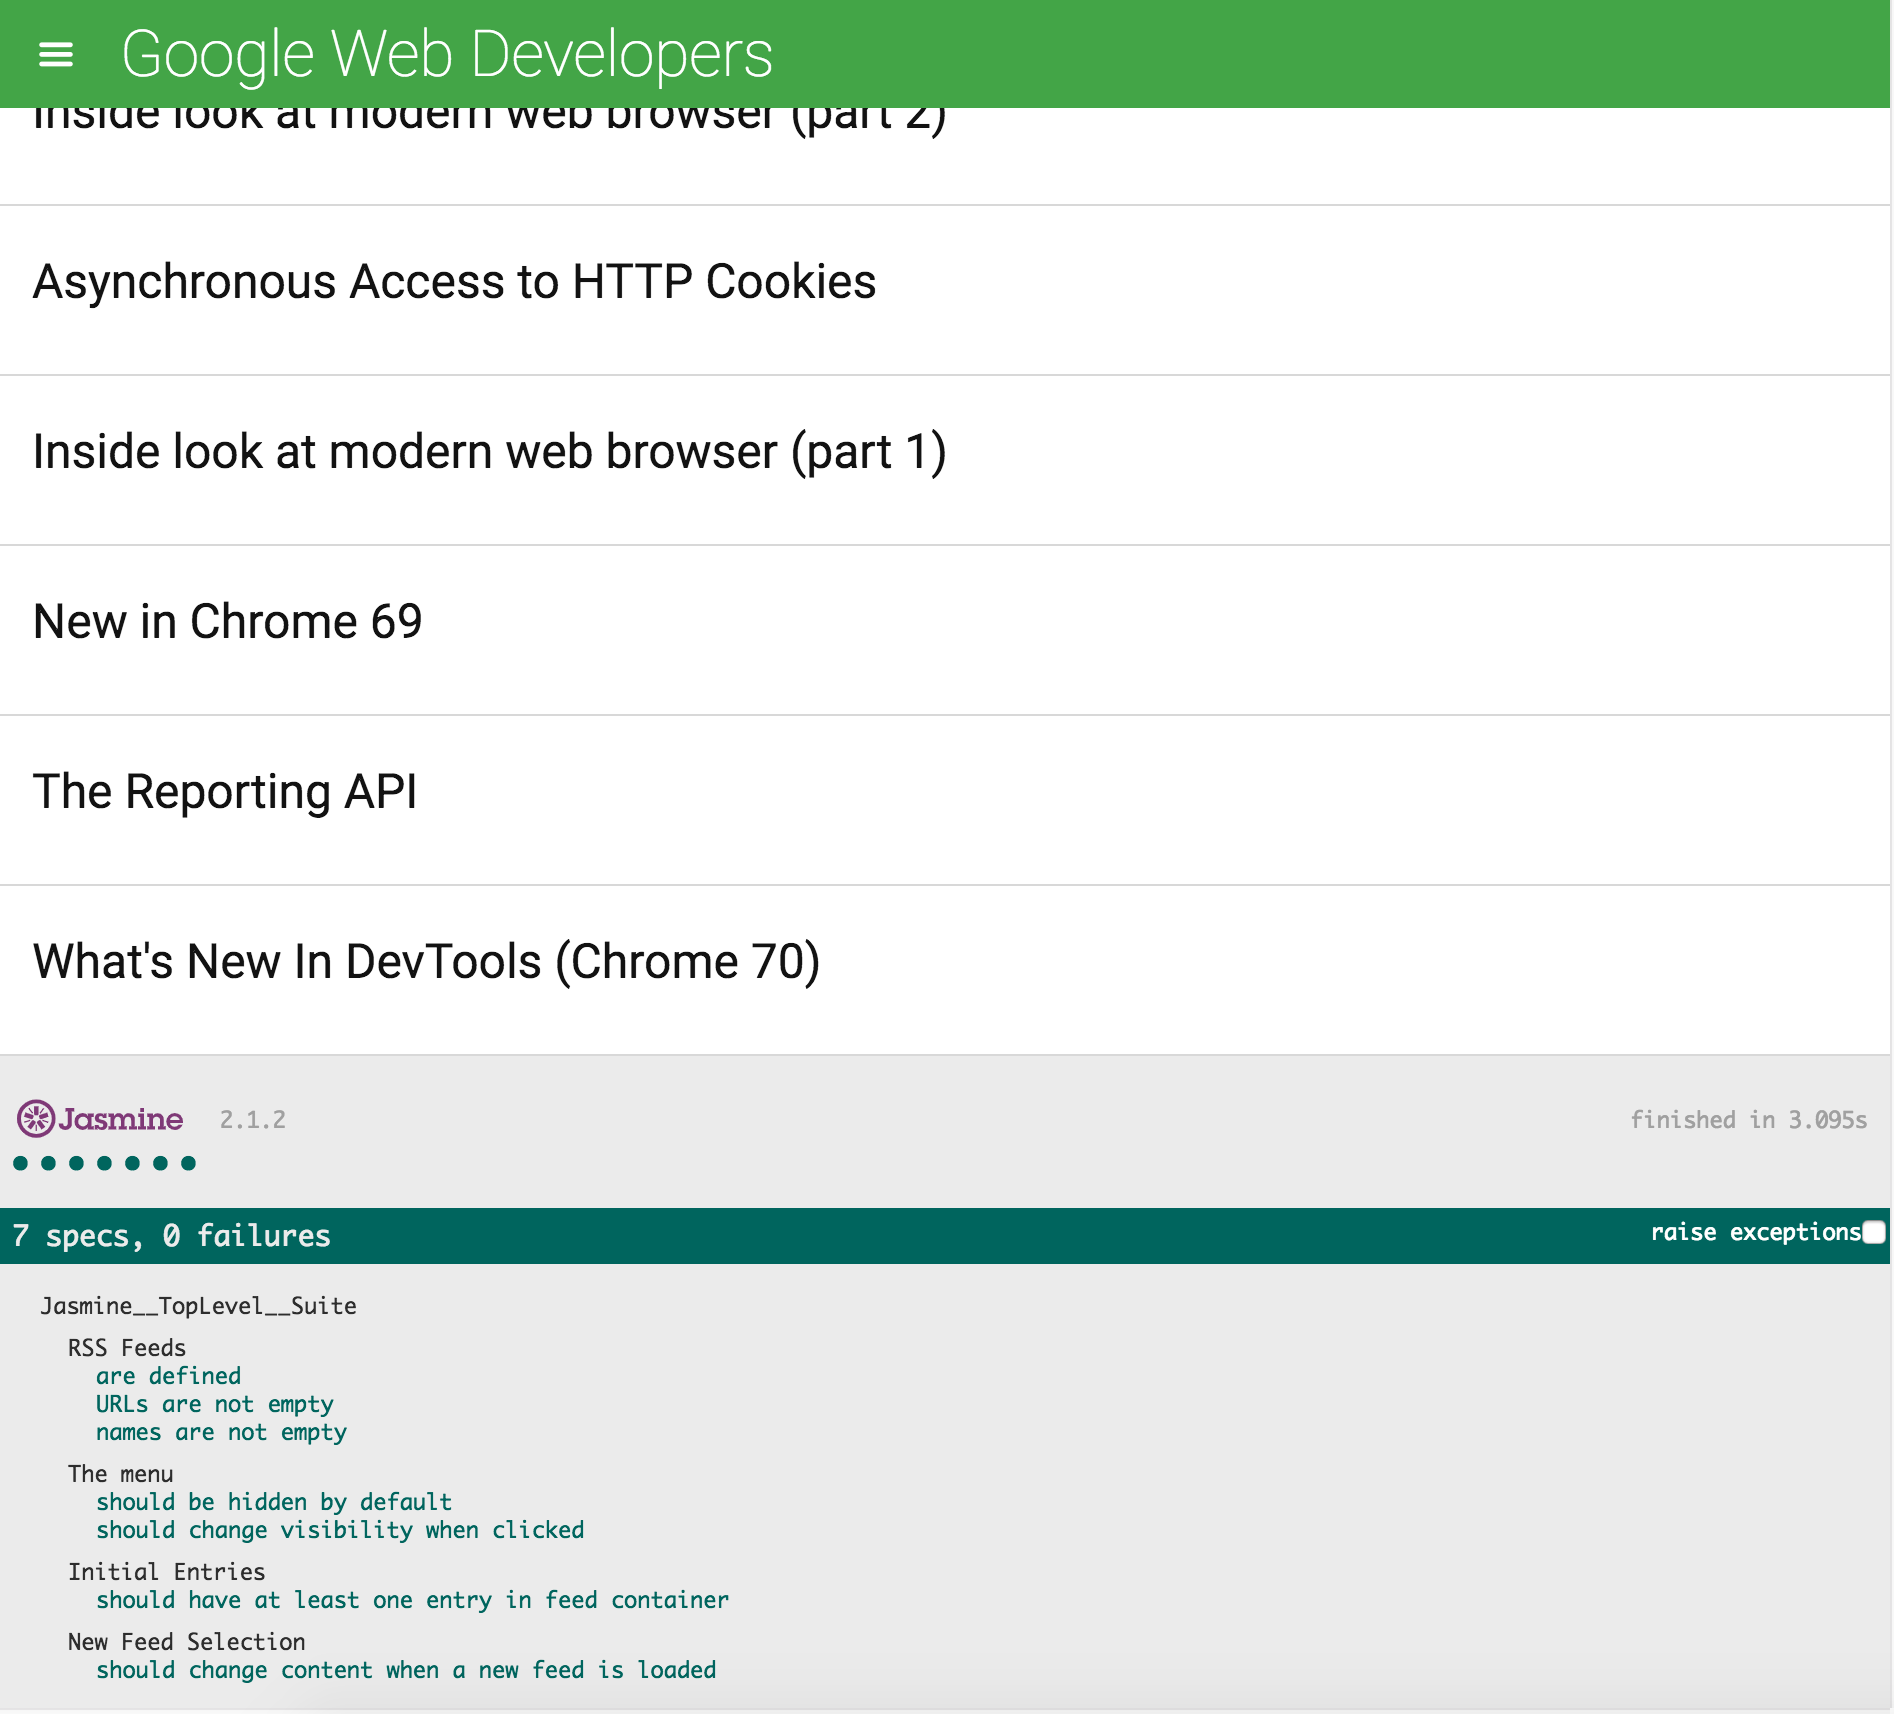 Google Web Developers
Inside look at modern web browser (part 2)
Asynchronous Access to HTTP Cookies
Inside look at modern web browser (part 1)
New in Chrome 69
The Reporting API
What's New In DevTools (Chrome 70)
Jasmine 2.1.2 finished in 3.095s
7 specs, 0 failures raise exceptions
Jasmine__TopLevel__Suite
RSS Feeds
are defined
URLs are not empty
names are not empty
The menu
should be hidden by default
should change visibility when clicked
Initial Entries
should have at least one entry in feed container
New Feed Selection
should change content when a new feed is loaded